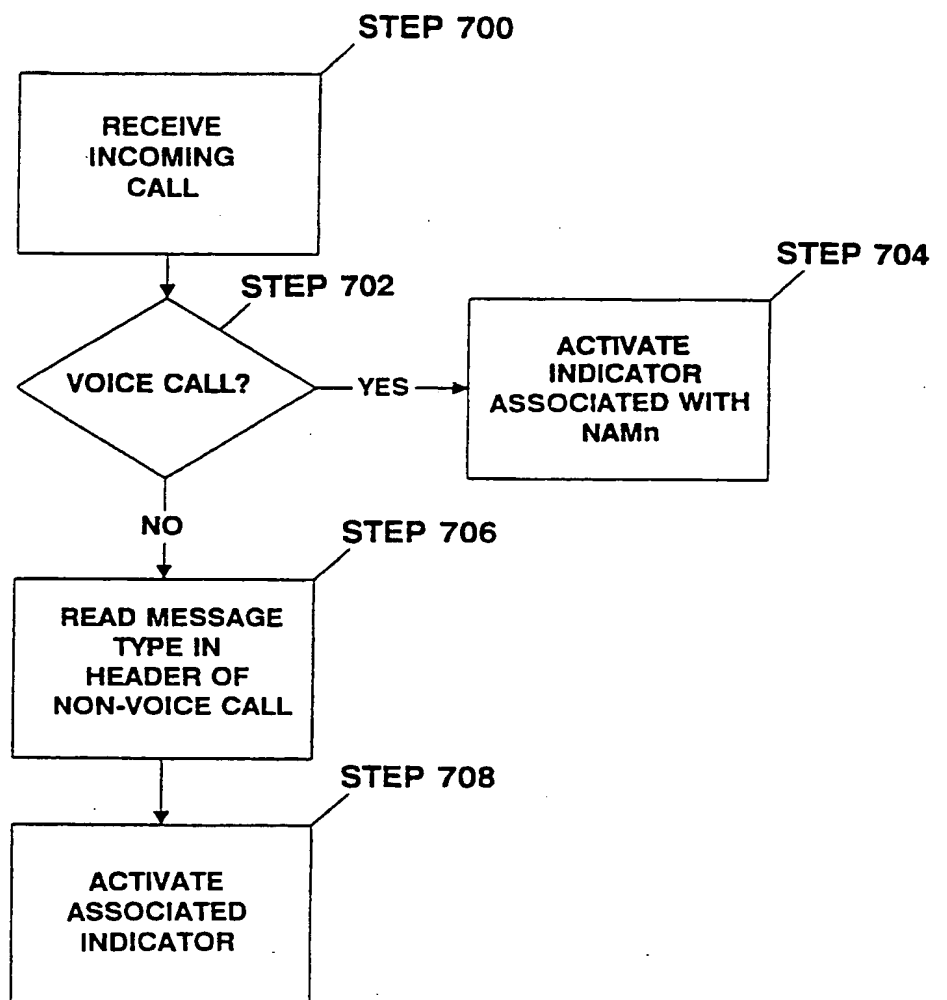 STEP 700
RECEIVE
INCOMING
CALL
STEP 702
VOICE CALL?
YES
STEP 704
ACTIVATE
INDICATOR
ASSOCIATED WITH
NAMn
NO
STEP 706
READ MESSAGE
TYPE IN
HEADER OF
NON-VOICE CALL
STEP 708
ACTIVATE
ASSOCIATED
INDICATOR